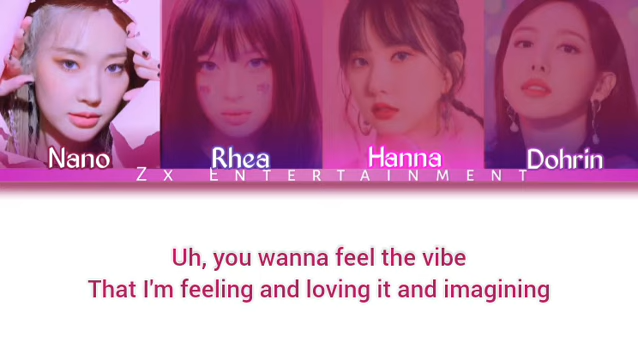 Nano Rhea Hanna Dohrin
Zx Entertainment
Uh, you wanna feel the vibe
That I'm feeling and loving it and imagining